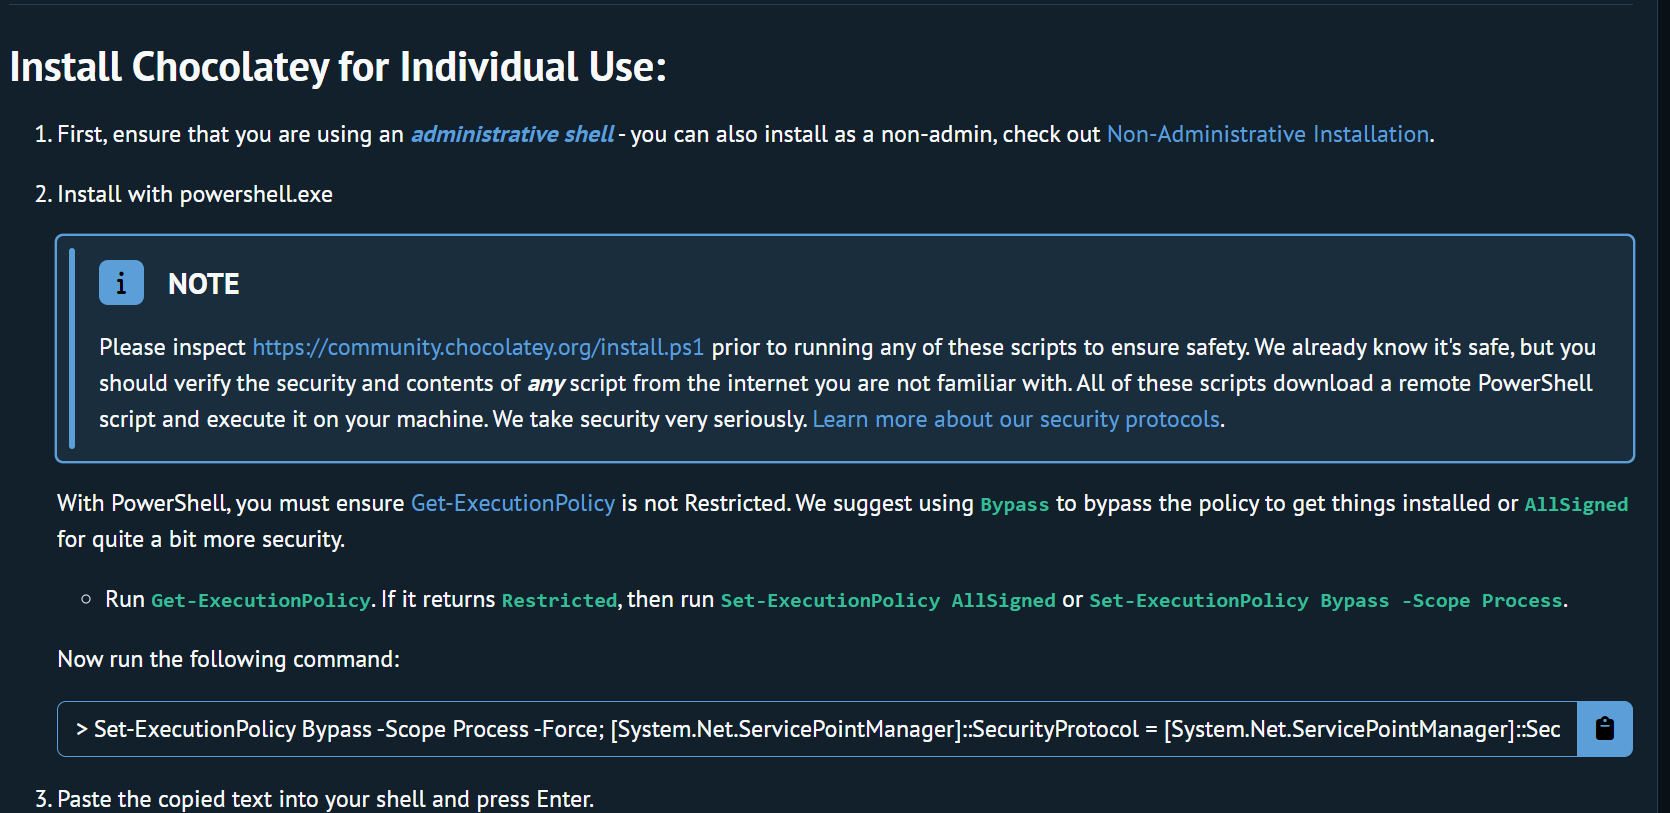 Install Chocolatey for Individual Use:
1. First, ensure that you are using an administrative shell - you can also install as a non-admin, check out Non-Administrative Installation.
2. Install with powershell.exe
i NOTE
Please inspect https://community.chocolatey.org/install.ps1 prior to running any of these scripts to ensure safety. We already know it's safe, but you
should verify the security and contents of any script from the internet you are not familiar with. All of these scripts download a remote PowerShell
script and execute it on your machine. We take security very seriously. Learn more about our security protocols.
With PowerShell, you must ensure Get-ExecutionPolicy is not Restricted. We suggest using Bypass to bypass the policy to get things installed or AllSigned
for quite a bit more security.
○ Run Get-ExecutionPolicy. If it returns Restricted, then run Set-ExecutionPolicy AllSigned or Set-ExecutionPolicy Bypass -Scope Process.
Now run the following command:
> Set-ExecutionPolicy Bypass -Scope Process -Force; [System.Net.ServicePointManager]::SecurityProtocol = [System.Net.ServicePointManager]::Sec
3. Paste the copied text into your shell and press Enter.